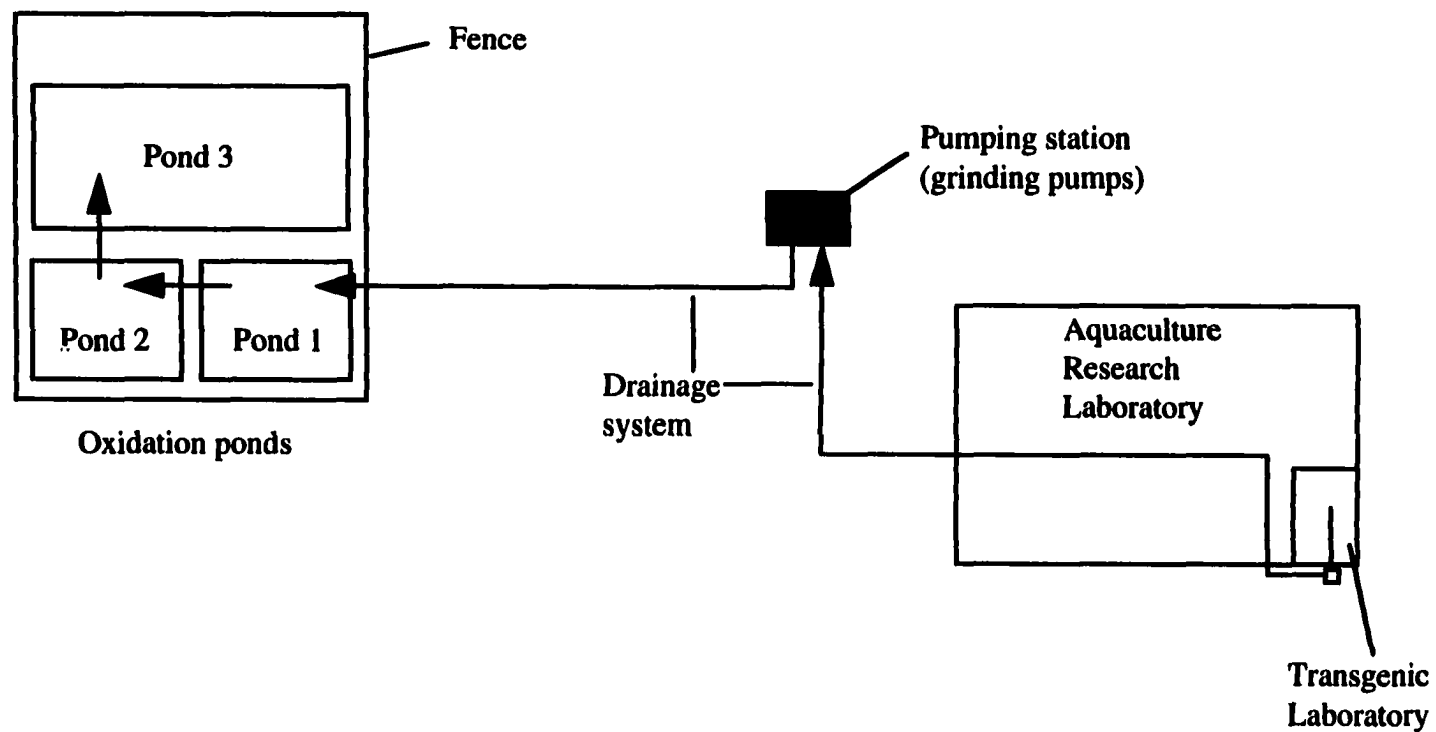 Fence
Pond 3
Pumping station
(grinding pumps)
Pond 2
Pond 1
Aquaculture
Research
Laboratory
Drainage
system
Oxidation ponds
Transgenic
Laboratory